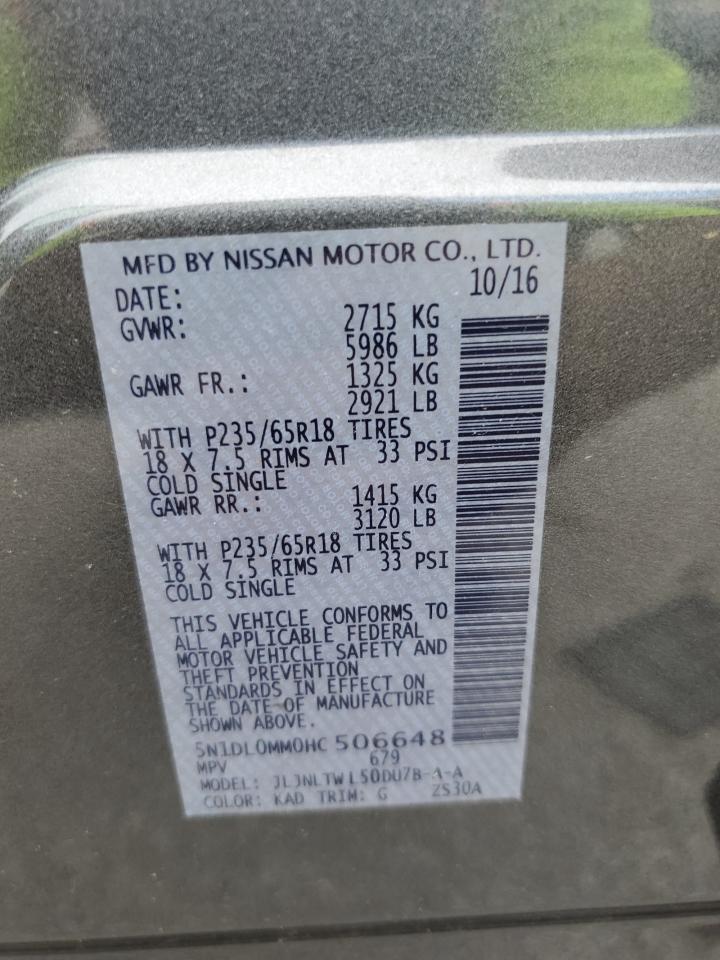 MFD BY NISSAN MOTOR CO., LTD.
DATE: 10/16
GVWR: 2715 KG
5986 LB
GAWR FR.: 1325 KG
2921 LB
WITH P235/65R18 TIRES
18 X 7.5 RIMS AT 33 PSI
COLD SINGLE
GAWR RR.: 1415 KG
3120 LB
WITH P235/65R18 TIRES
18 X 7.5 RIMS AT 33 PSI
COLD SINGLE
THIS VEHICLE CONFORMS TO
ALL APPLICABLE FEDERAL
MOTOR VEHICLE SAFETY AND
THEFT PREVENTION
STANDARDS IN EFFECT ON
THE DATE OF MANUFACTURE
SHOWN ABOVE.
5N1DL0MM0HC 506648
MPV 679
MODEL: JLJNLTWL50DU7B-A-A
COLOR: KAD TRIM: G ZS30A